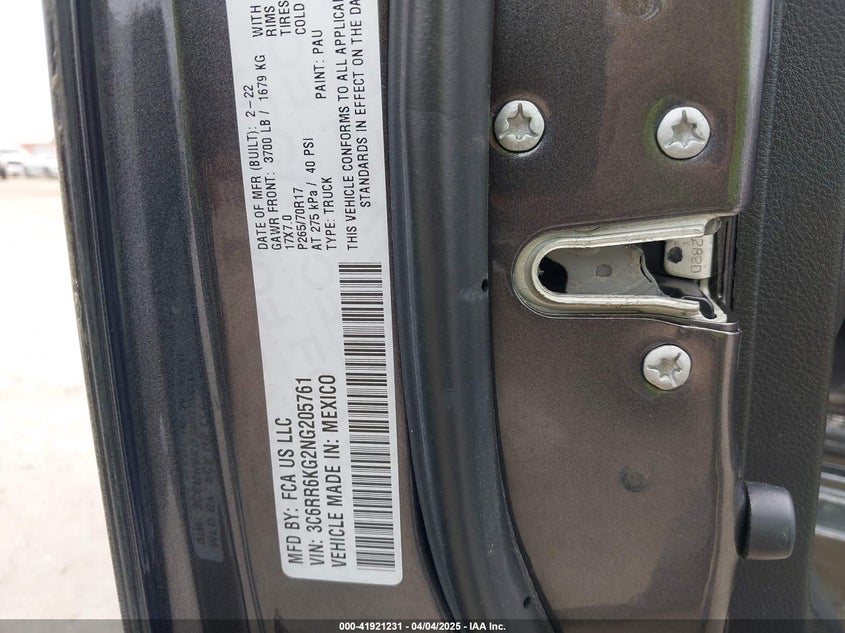 MFD BY: FCA US LLC
VIN: 3C6RR6KG2NG205761
VEHICLE MADE IN: MEXICO
DATE OF MFR (BUILT): 2-22
GAWR FRONT: 3700 LB / 1679 KG WITH
17X7.0 RIMS
P265/70R17 TIRES
AT 275 kPa / 40 PSI COLD
TYPE: TRUCK PAINT: PAU
THIS VEHICLE CONFORMS TO ALL
STANDARDS IN EFFECT ON THE
2820
000-41921231 - 04/04/2025 - IAA Inc.